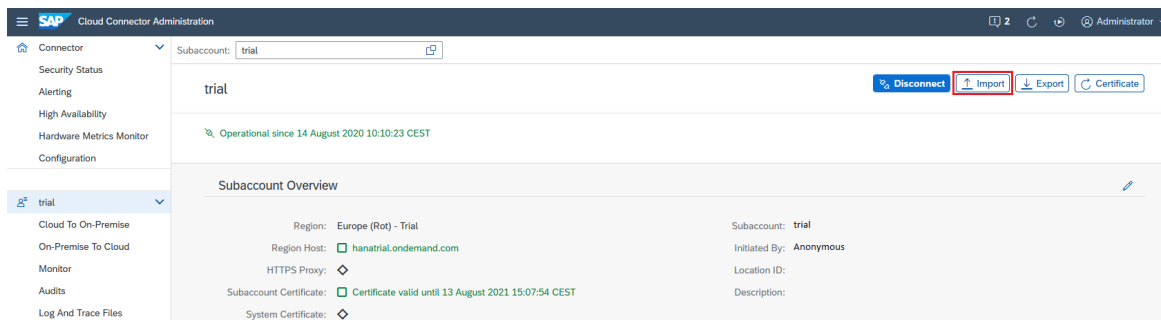 SAP Cloud Connector Administration 2 Administrator
Connector
Security Status
Alerting
High Availability
Hardware Metrics Monitor
Configuration
trial
Cloud To On-Premise
On-Premise To Cloud
Monitor
Audits
Log And Trace Files
Subaccount: trial
trial Disconnect Import Export Certificate
Operational since 14 August 2020 10:10:23 CEST
Subaccount Overview
Region: Europe (Rot) - Trial
Region Host: hanatrial.ondemand.com
HTTPS Proxy:
Subaccount Certificate: Certificate valid until 13 August 2021 15:07:54 CEST
System Certificate:
Subaccount: trial
Initiated By: Anonymous
Location ID:
Description: